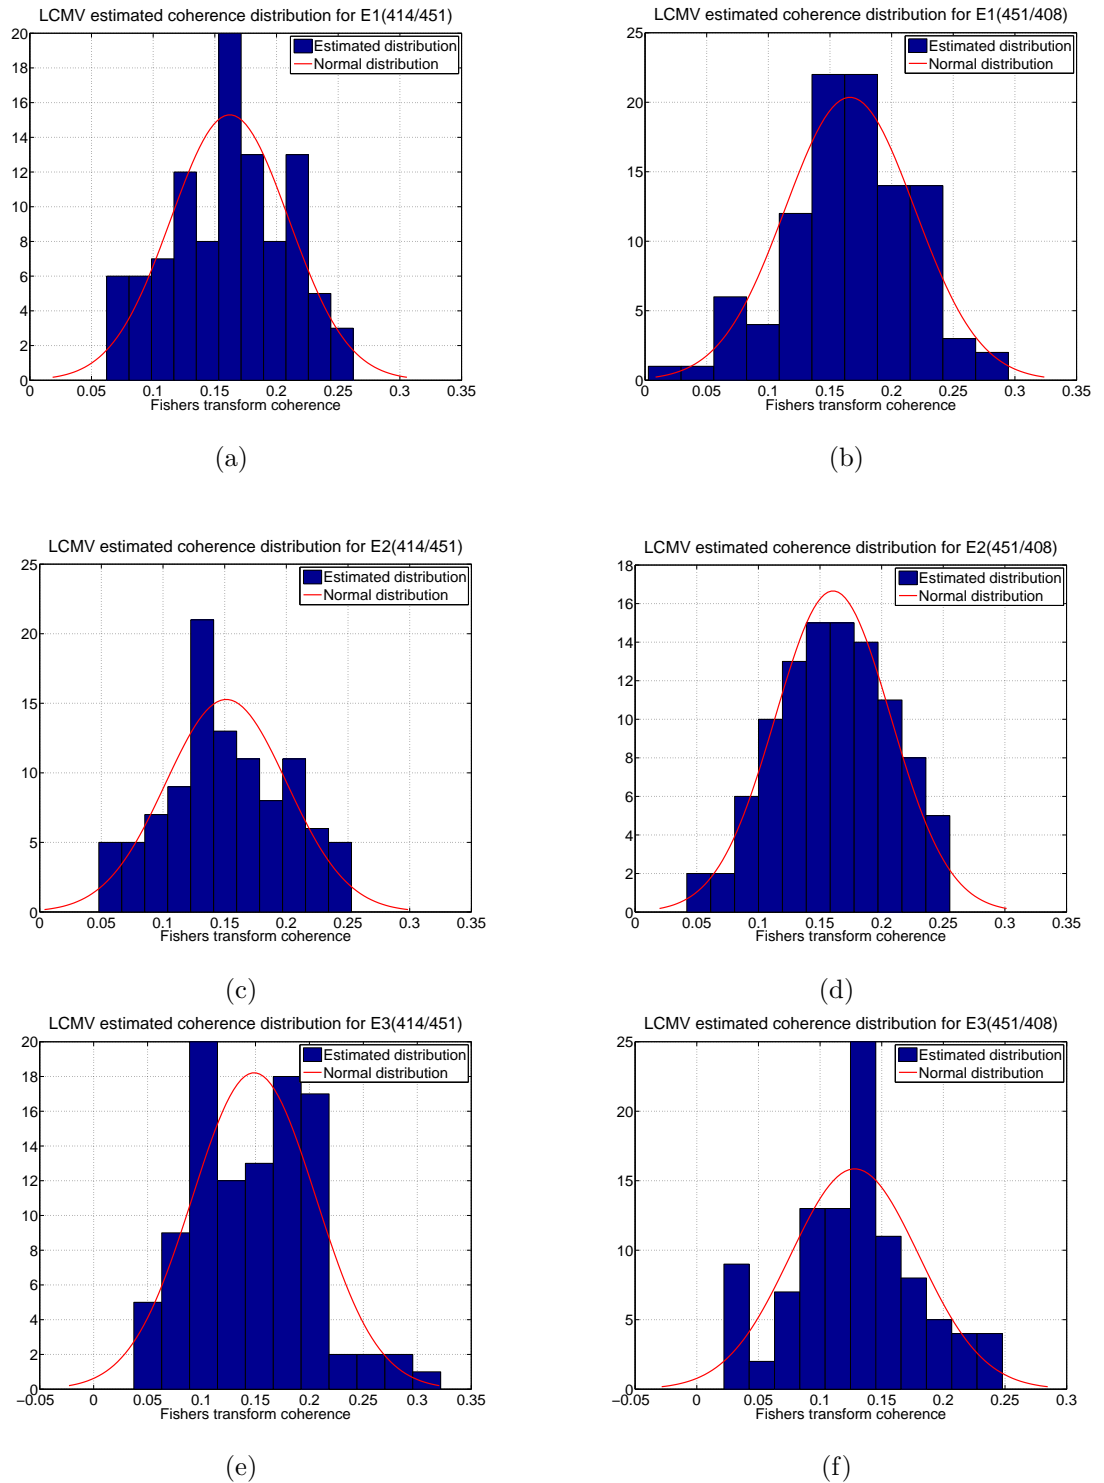 LCMV estimated coherence distribution for E1(414/451)
20
18
16
14
12
10
8
6
4
2
0
Estimated distribution
Normal distribution
0 0.05 0.1 0.15 0.2 0.25 0.3 0.35
Fishers transform coherence
(a)
LCMV estimated coherence distribution for E1(451/408)
25
20
15
10
5
0
Estimated distribution
Normal distribution
0 0.05 0.1 0.15 0.2 0.25 0.3 0.35
Fishers transform coherence
(b)
LCMV estimated coherence distribution for E2(414/451)
25
20
15
10
5
0
Estimated distribution
Normal distribution
0 0.05 0.1 0.15 0.2 0.25 0.3 0.35
Fishers transform coherence
(c)
LCMV estimated coherence distribution for E2(451/408)
18
16
14
12
10
8
6
4
2
0
Estimated distribution
Normal distribution
0 0.05 0.1 0.15 0.2 0.25 0.3 0.35
Fishers transform coherence
(d)
LCMV estimated coherence distribution for E3(414/451)
20
18
16
14
12
10
8
6
4
2
0
Estimated distribution
Normal distribution
−0.05 0 0.05 0.1 0.15 0.2 0.25 0.3 0.35
Fishers transform coherence
(e)
LCMV estimated coherence distribution for E3(451/408)
25
20
15
10
5
0
Estimated distribution
Normal distribution
−0.05 0 0.05 0.1 0.15 0.2 0.25 0.3
Fishers transform coherence
(f)